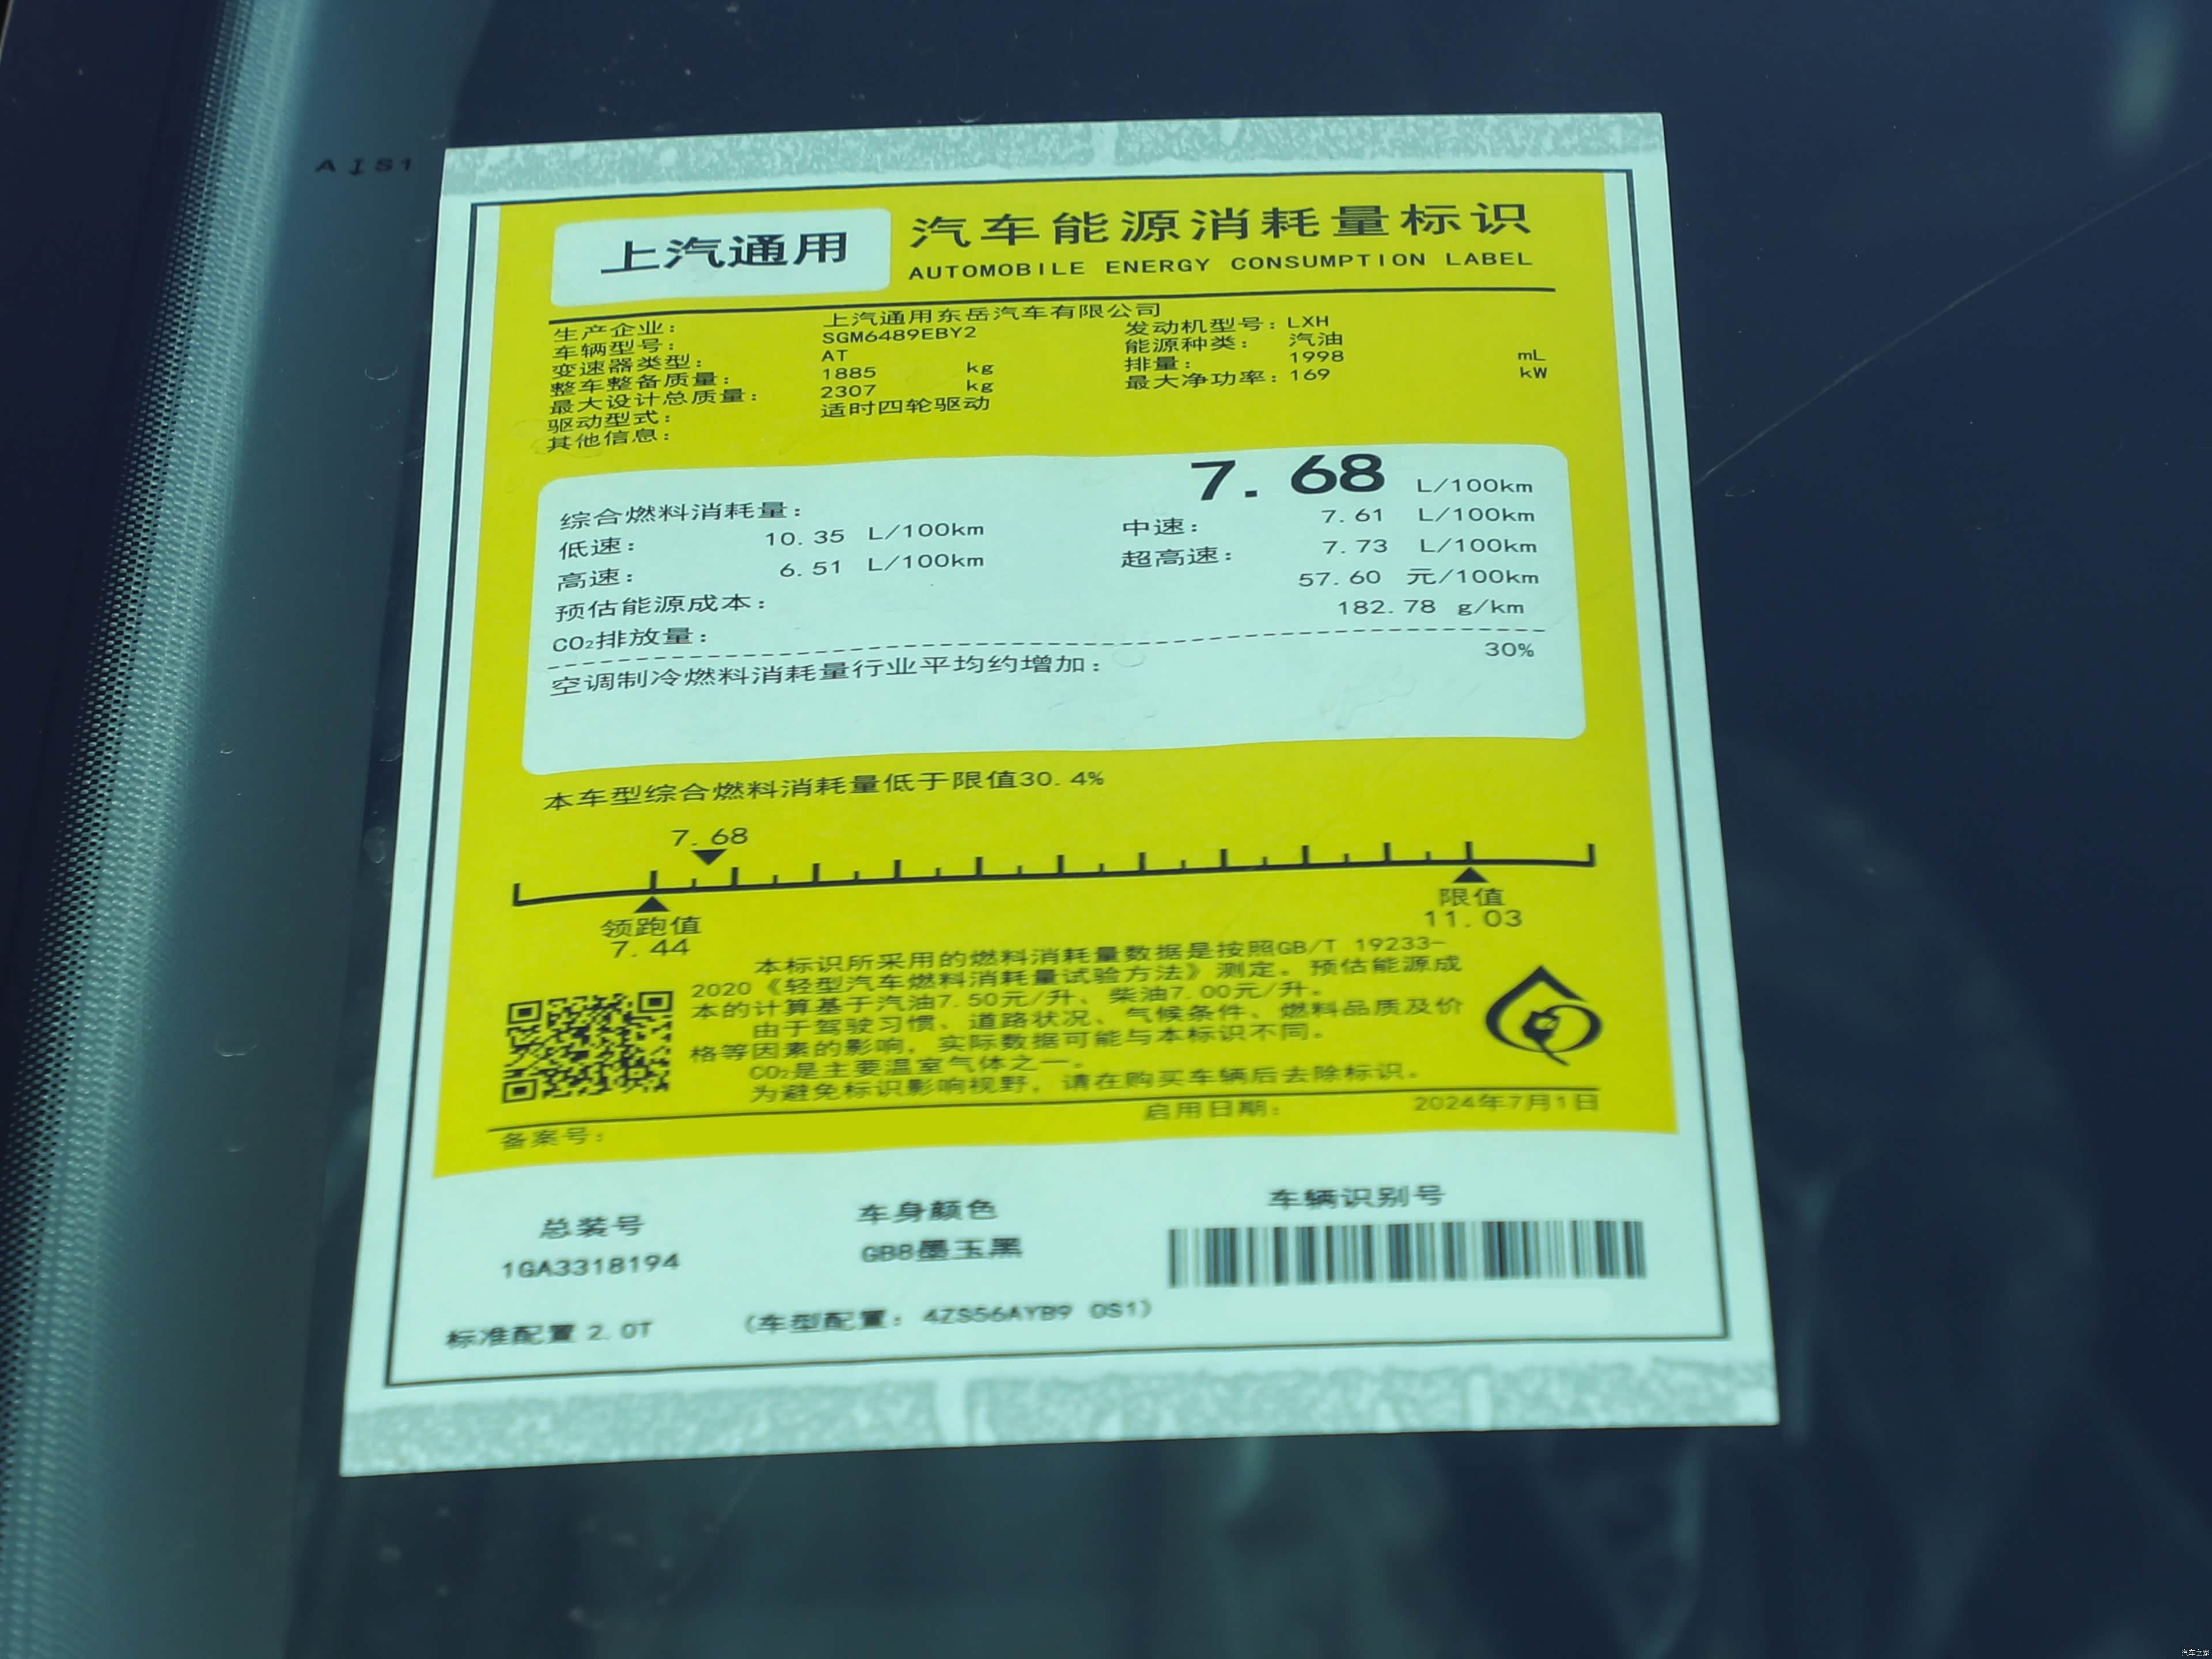 AIS1
上汽通用
汽车能源消耗量标识
AUTOMOBILE ENERGY CONSUMPTION LABEL
生产企业： 上汽通用东岳汽车有限公司
车辆型号： SGM6489EBY2 发动机型号：LXH
变速器类型： AT 能源种类： 汽油
整车整备质量： 1885 kg 排量： 1998 mL
最大设计总质量： 2307 kg 最大净功率：169 kW
驱动型式： 适时四轮驱动
其他信息：
综合燃料消耗量： 7.68 L/100km
低速： 10.35 L/100km 中速： 7.61 L/100km
高速： 6.51 L/100km 超高速： 7.73 L/100km
预估能源成本： 57.60 元/100km
CO₂排放量： 182.78 g/km
空调制冷燃料消耗量行业平均约增加： 30%
本车型综合燃料消耗量低于限值30.4%
7.68
领跑值
7.44
限值
11.03
本标识所采用的燃料消耗量数据是按照GB/T 19233-
2020《轻型汽车燃料消耗量试验方法》测定。预估能源成
本的计算基于汽油7.50元/升、柴油7.00元/升。
由于驾驶习惯、道路状况、气候条件、燃料品质及价
格等因素的影响，实际数据可能与本标识不同。
CO₂是主要温室气体之一。
为避免标识影响视野，请在购买车辆后去除标识。
备案号： 启用日期： 2024年7月1日
总装号 车身颜色 车辆识别号
1GA3318194 GB8墨玉黑
标准配置 2.0T （车型配置：4ZS56AYB9 0S1）
汽车之家